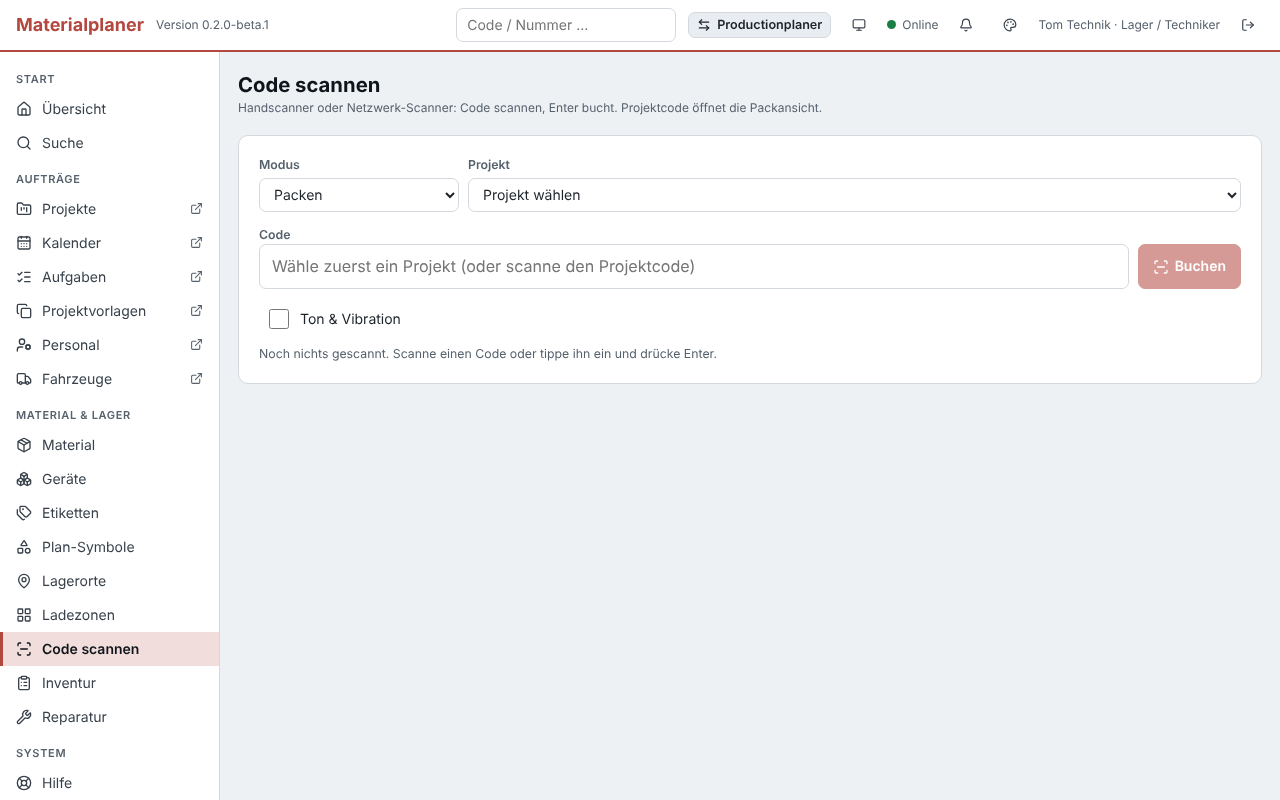 Materialplaner Version 0.2.0-beta.1 Code / Nummer ... Productionplaner Online Tom Technik · Lager / Techniker
START
Übersicht
Suche
AUFTRÄGE
Projekte
Kalender
Aufgaben
Projektvorlagen
Personal
Fahrzeuge
MATERIAL & LAGER
Material
Geräte
Etiketten
Plan-Symbole
Lagerorte
Ladezonen
Code scannen
Inventur
Reparatur
SYSTEM
Hilfe
Code scannen
Handscanner oder Netzwerk-Scanner: Code scannen, Enter bucht. Projektcode öffnet die Packansicht.
Modus Projekt
Packen Projekt wählen
Code
Wähle zuerst ein Projekt (oder scanne den Projektcode) Buchen
Ton & Vibration
Noch nichts gescannt. Scanne einen Code oder tippe ihn ein und drücke Enter.